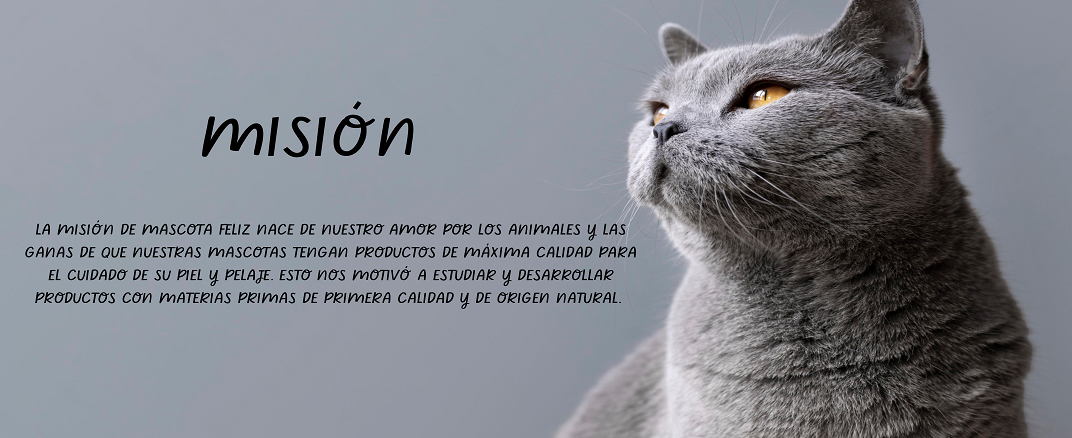 MISIÓN
LA MISIÓN DE MASCOTA FELIZ NACE DE NUESTRO AMOR POR LOS ANIMALES Y LAS
GANAS DE QUE NUESTRAS MASCOTAS TENGAN PRODUCTOS DE MÁXIMA CALIDAD PARA
EL CUIDADO DE SU PIEL Y PELAJE. ESTO NOS MOTIVÓ A ESTUDIAR Y DESARROLLAR
PRODUCTOS CON MATERIAS PRIMAS DE PRIMERA CALIDAD Y DE ORIGEN NATURAL.